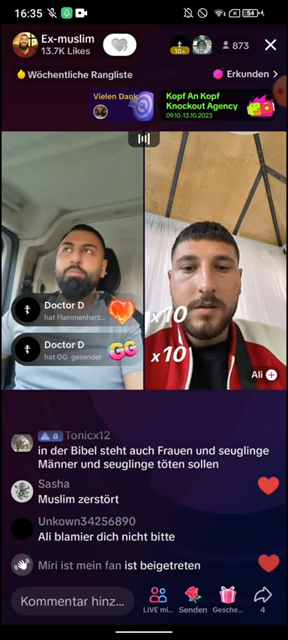 16:35
54
Ex-muslim
13.7K Likes
10+
873
Wöchentliche Rangliste
Erkunden >
Vielen Dank
Kopf An Kopf
Knockout Agency
09.10-13.10.2023
Doctor D
hat Flammenherz..
x10
Doctor D
hat GG gesendet
GG
x10
Ali
8 Tonicx12
in der Bibel steht auch Frauen und seuglinge
Männer und seuglinge töten sollen
Sasha
Muslim zerstört
Unkown34256890
Ali blamier dich nicht bitte
Miri ist mein fan ist beigetreten
Kommentar hinz...
LIVE mi...
Senden
Gesche...
4